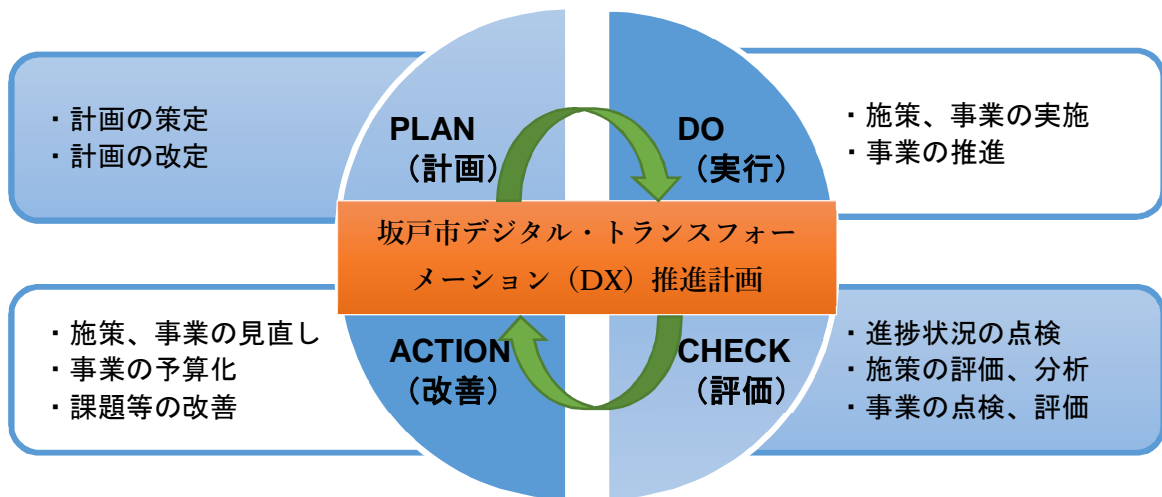 ・計画の策定
・計画の改定
PLAN
（計画）
DO
（実行）
・施策、事業の実施
・事業の推進
坂戸市デジタル・トランスフォー
メーション（DX）推進計画
・施策、事業の見直し
・事業の予算化
・課題等の改善
ACTION
（改善）
CHECK
（評価）
・進捗状況の点検
・施策の評価、分析
・事業の点検、評価